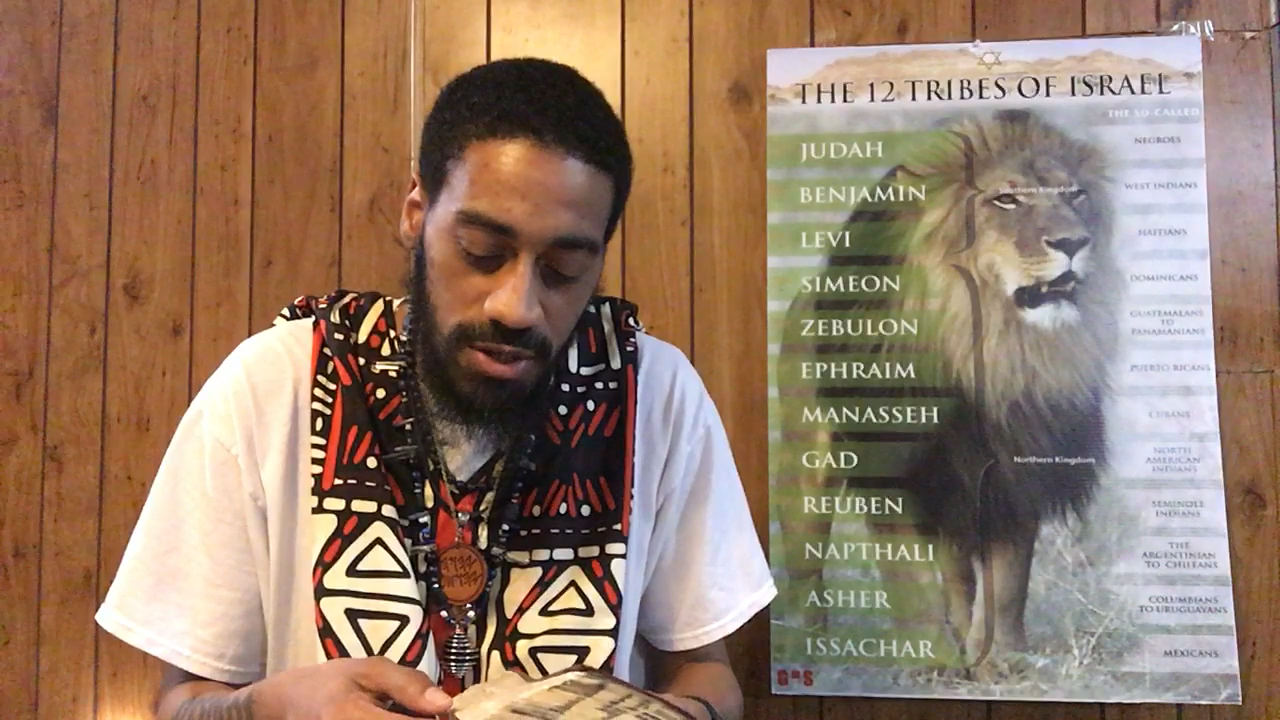 THE 12 TRIBES OF ISRAEL
THE SO-CALLED
JUDAH
NEGROES
BENJAMIN
Southern Kingdom
WEST INDIANS
LEVI
HAITIANS
SIMEON
DOMINICANS
ZEBULON
GUATEMALANS
TO
PANAMANIANS
EPHRAIM
PUERTO RICANS
MANASSEH
CUBANS
GAD
Northern Kingdom
NORTH
AMERICAN
INDIANS
REUBEN
SEMINOLE
INDIANS
NAPTHALI
THE
ARGENTINIAN
TO CHILEANS
ASHER
COLUMBIANS
TO URUGUAYANS
ISSACHAR
MEXICANS